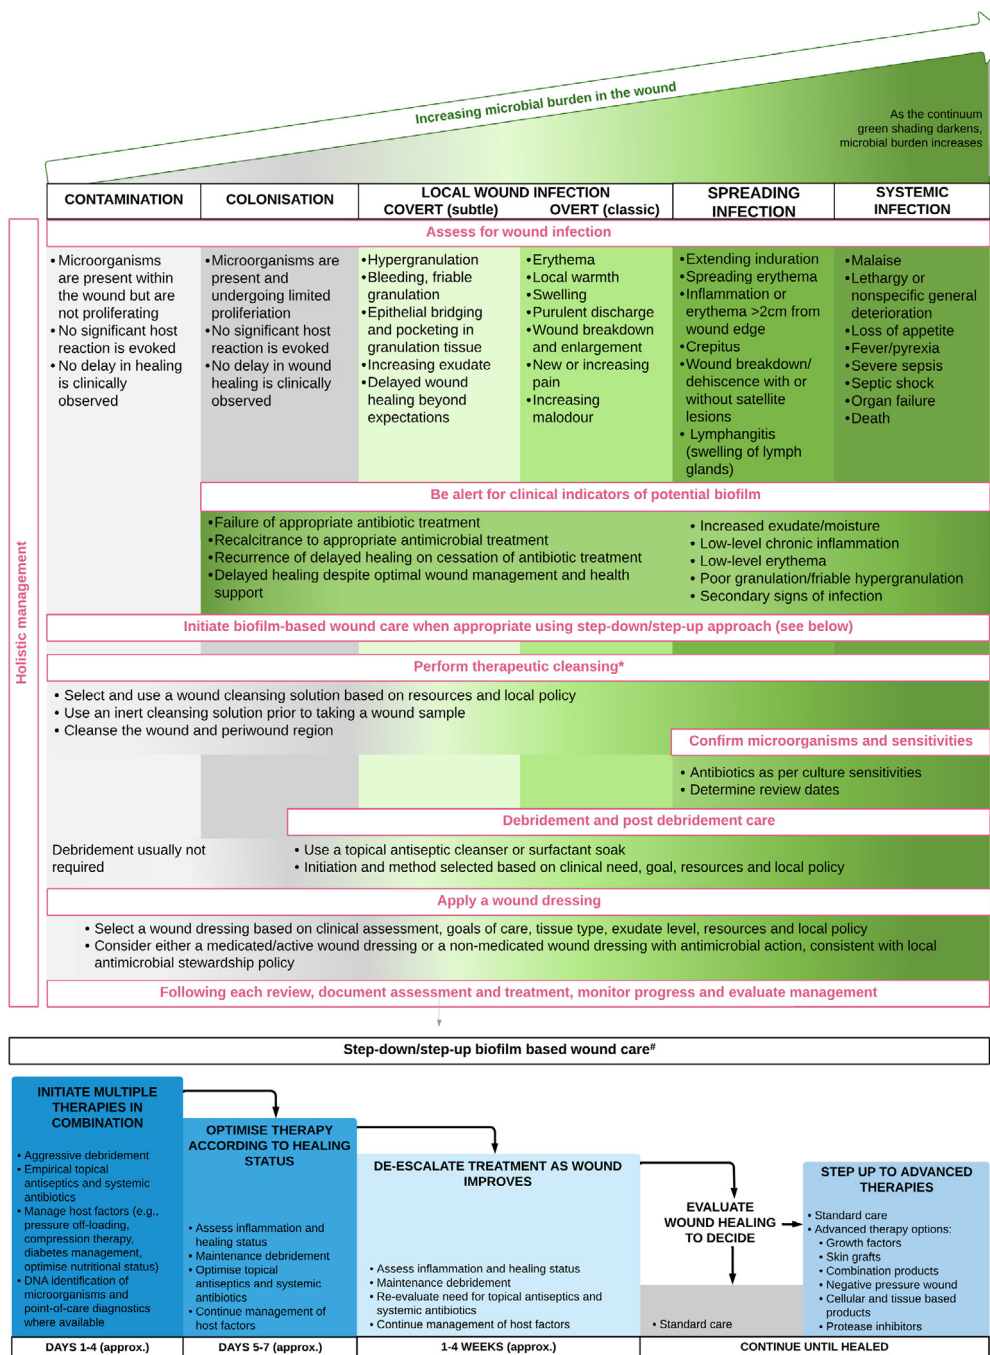 Increasing microbial burden in the wound
As the continuum
green shading darkens,
microbial burden increases
CONTAMINATION
COLONISATION
LOCAL WOUND INFECTION
COVERT (subtle) OVERT (classic)
SPREADING
INFECTION
SYSTEMIC
INFECTION
Holistic management
Assess for wound infection
• Microorganisms
are present within
the wound but are
not proliferating
• No significant host
reaction is evoked
• No delay in healing
is clinically
observed
• Microorganisms are
present and
undergoing limited
proliferiation
• No significant host
reaction is evoked
• No delay in wound
healing is clinically
observed
• Hypergranulation
• Bleeding, friable
granulation
• Epithelial bridging
and pocketing in
granulation tissue
• Increasing exudate
• Delayed wound
healing beyond
expectations
• Erythema
• Local warmth
• Swelling
• Purulent discharge
• Wound breakdown
and enlargement
• New or increasing
pain
• Increasing
malodour
• Extending induration
• Spreading erythema
• Inflammation or
erythema >2cm from
wound edge
• Crepitus
• Wound breakdown/
dehiscence with or
without satellite
lesions
• Lymphangitis
(swelling of lymph
glands)
• Malaise
• Lethargy or
nonspecific general
deterioration
• Loss of appetite
• Fever/pyrexia
• Severe sepsis
• Septic shock
• Organ failure
• Death
Be alert for clinical indicators of potential biofilm
• Failure of appropriate antibiotic treatment
• Recalcitrance to appropriate antimicrobial treatment
• Recurrence of delayed healing on cessation of antibiotic treatment
• Delayed healing despite optimal wound management and health
support
• Increased exudate/moisture
• Low-level chronic inflammation
• Low-level erythema
• Poor granulation/friable hypergranulation
• Secondary signs of infection
Initiate biofilm-based wound care when appropriate using step-down/step-up approach (see below)
Perform therapeutic cleansing*
• Select and use a wound cleansing solution based on resources and local policy
• Use an inert cleansing solution prior to taking a wound sample
• Cleanse the wound and periwound region
Confirm microorganisms and sensitivities
• Antibiotics as per culture sensitivities
• Determine review dates
Debridement and post debridement care
Debridement usually not
required
• Use a topical antiseptic cleanser or surfactant soak
• Initiation and method selected based on clinical need, goal, resources and local policy
Apply a wound dressing
• Select a wound dressing based on clinical assessment, goals of care, tissue type, exudate level, resources and local policy
• Consider either a medicated/active wound dressing or a non-medicated wound dressing with antimicrobial action, consistent with local
antimicrobial stewardship policy
Following each review, document assessment and treatment, monitor progress and evaluate management
Step-down/step-up biofilm based wound care#
INITIATE MULTIPLE
THERAPIES IN
COMBINATION
• Aggressive debridement
• Empirical topical
antiseptics and systemic
antibiotics
• Manage host factors (e.g.,
pressure off-loading,
compression therapy,
diabetes management,
optimise nutritional status)
• DNA identification of
microorganisms and
point-of-care diagnostics
where available
DAYS 1-4 (approx.)
OPTIMISE THERAPY
ACCORDING TO HEALING
STATUS
• Assess inflammation and
healing status
• Maintenance debridement
• Optimise topical
antiseptics and systemic
antibiotics
• Continue management of
host factors
DAYS 5-7 (approx.)
DE-ESCALATE TREATMENT AS WOUND
IMPROVES
• Assess inflammation and healing status
• Maintenance debridement
• Re-evaluate need for topical antiseptics and
systemic antibiotics
• Continue management of host factors
1-4 WEEKS (approx.)
EVALUATE
WOUND HEALING
TO DECIDE
• Standard care
STEP UP TO ADVANCED
THERAPIES
• Standard care
• Advanced therapy options:
• Growth factors
• Skin grafts
• Combination products
• Negative pressure wound
• Cellular and tissue based
products
• Protease inhibitors
CONTINUE UNTIL HEALED